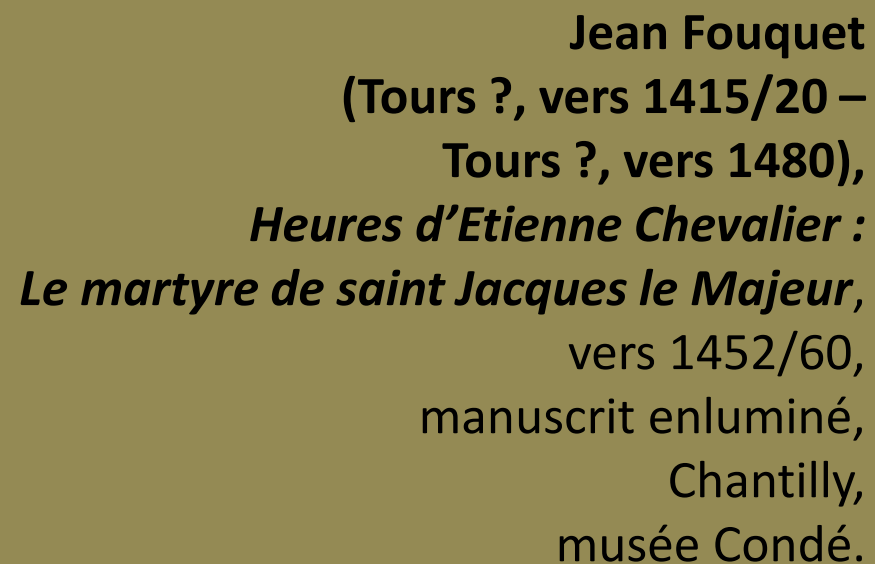 Jean Fouquet
(Tours ?, vers 1415/20 –
Tours ?, vers 1480),
Heures d’Etienne Chevalier :
Le martyre de saint Jacques le Majeur,
vers 1452/60,
manuscrit enluminé,
Chantilly,
musée Condé.